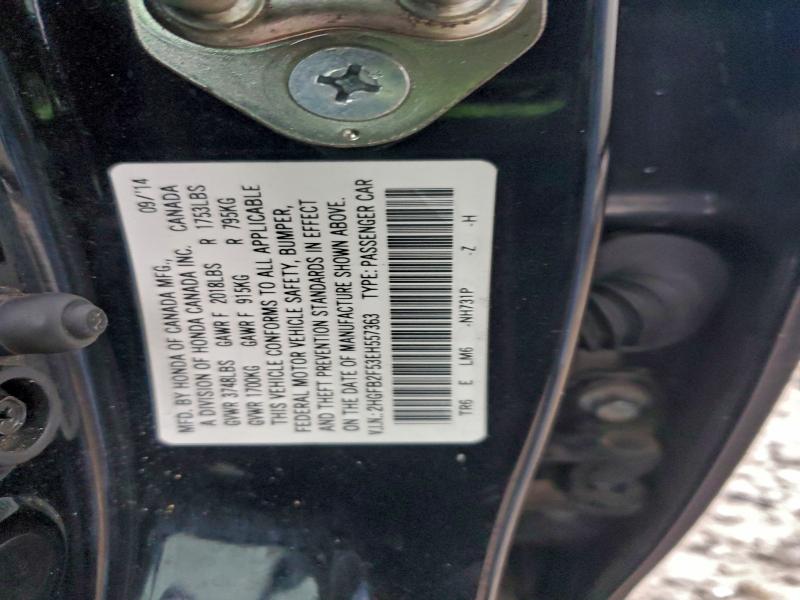 MFD. BY HONDA OF CANADA MFG., 09/'14
A DIVISION OF HONDA CANADA INC. CANADA
GVWR 3748LBS GAWR F 2018LBS R 1753LBS
GVWR 1700KG GAWR F 915KG R 795KG
THIS VEHICLE CONFORMS TO ALL APPLICABLE
FEDERAL MOTOR VEHICLE SAFETY, BUMPER,
AND THEFT PREVENTION STANDARDS IN EFFECT
ON THE DATE OF MANUFACTURE SHOWN ABOVE.
V.I.N.:2HGFB2F53EH557363 TYPE: PASSENGER CAR
TR6 E LM6 -NH731P -Z -H